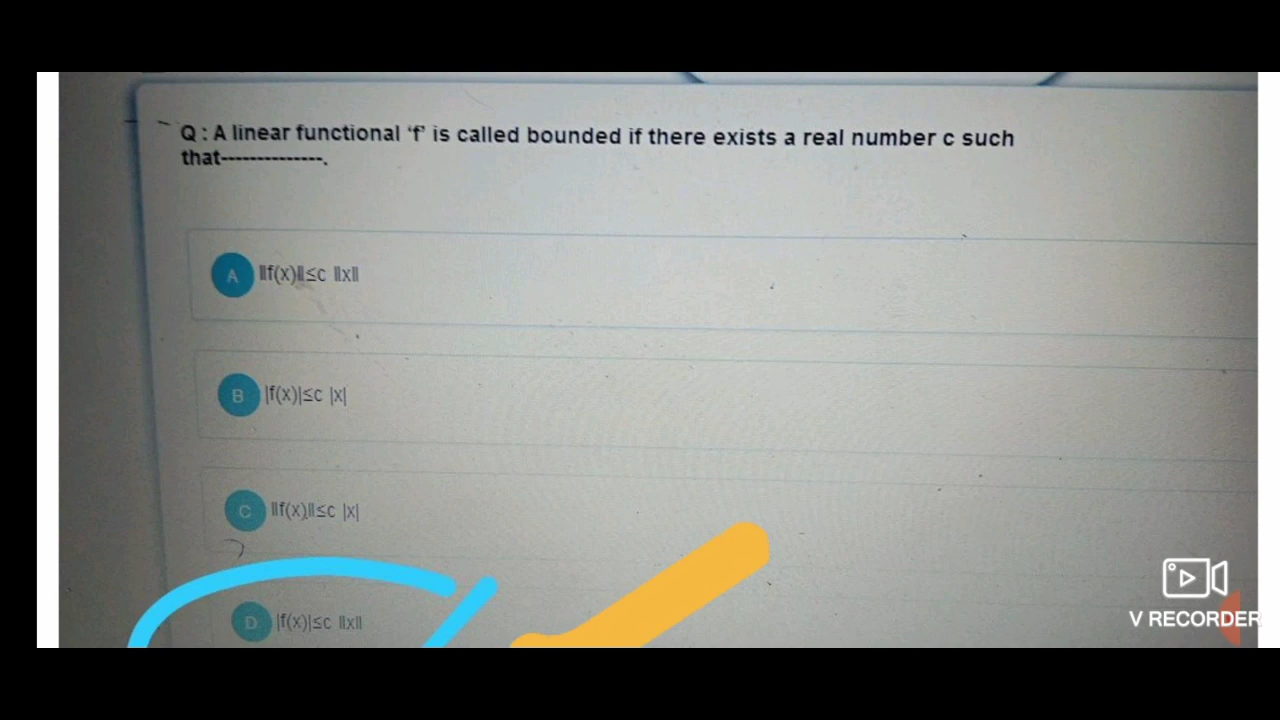 Q : A linear functional ‘f’ is called bounded if there exists a real number c such
that--------------.
A ‖f(x)‖≤c ‖x‖
B |f(x)|≤c |x|
C ‖f(x)‖≤c |x|
D |f(x)|≤c ‖x‖
V RECORDER